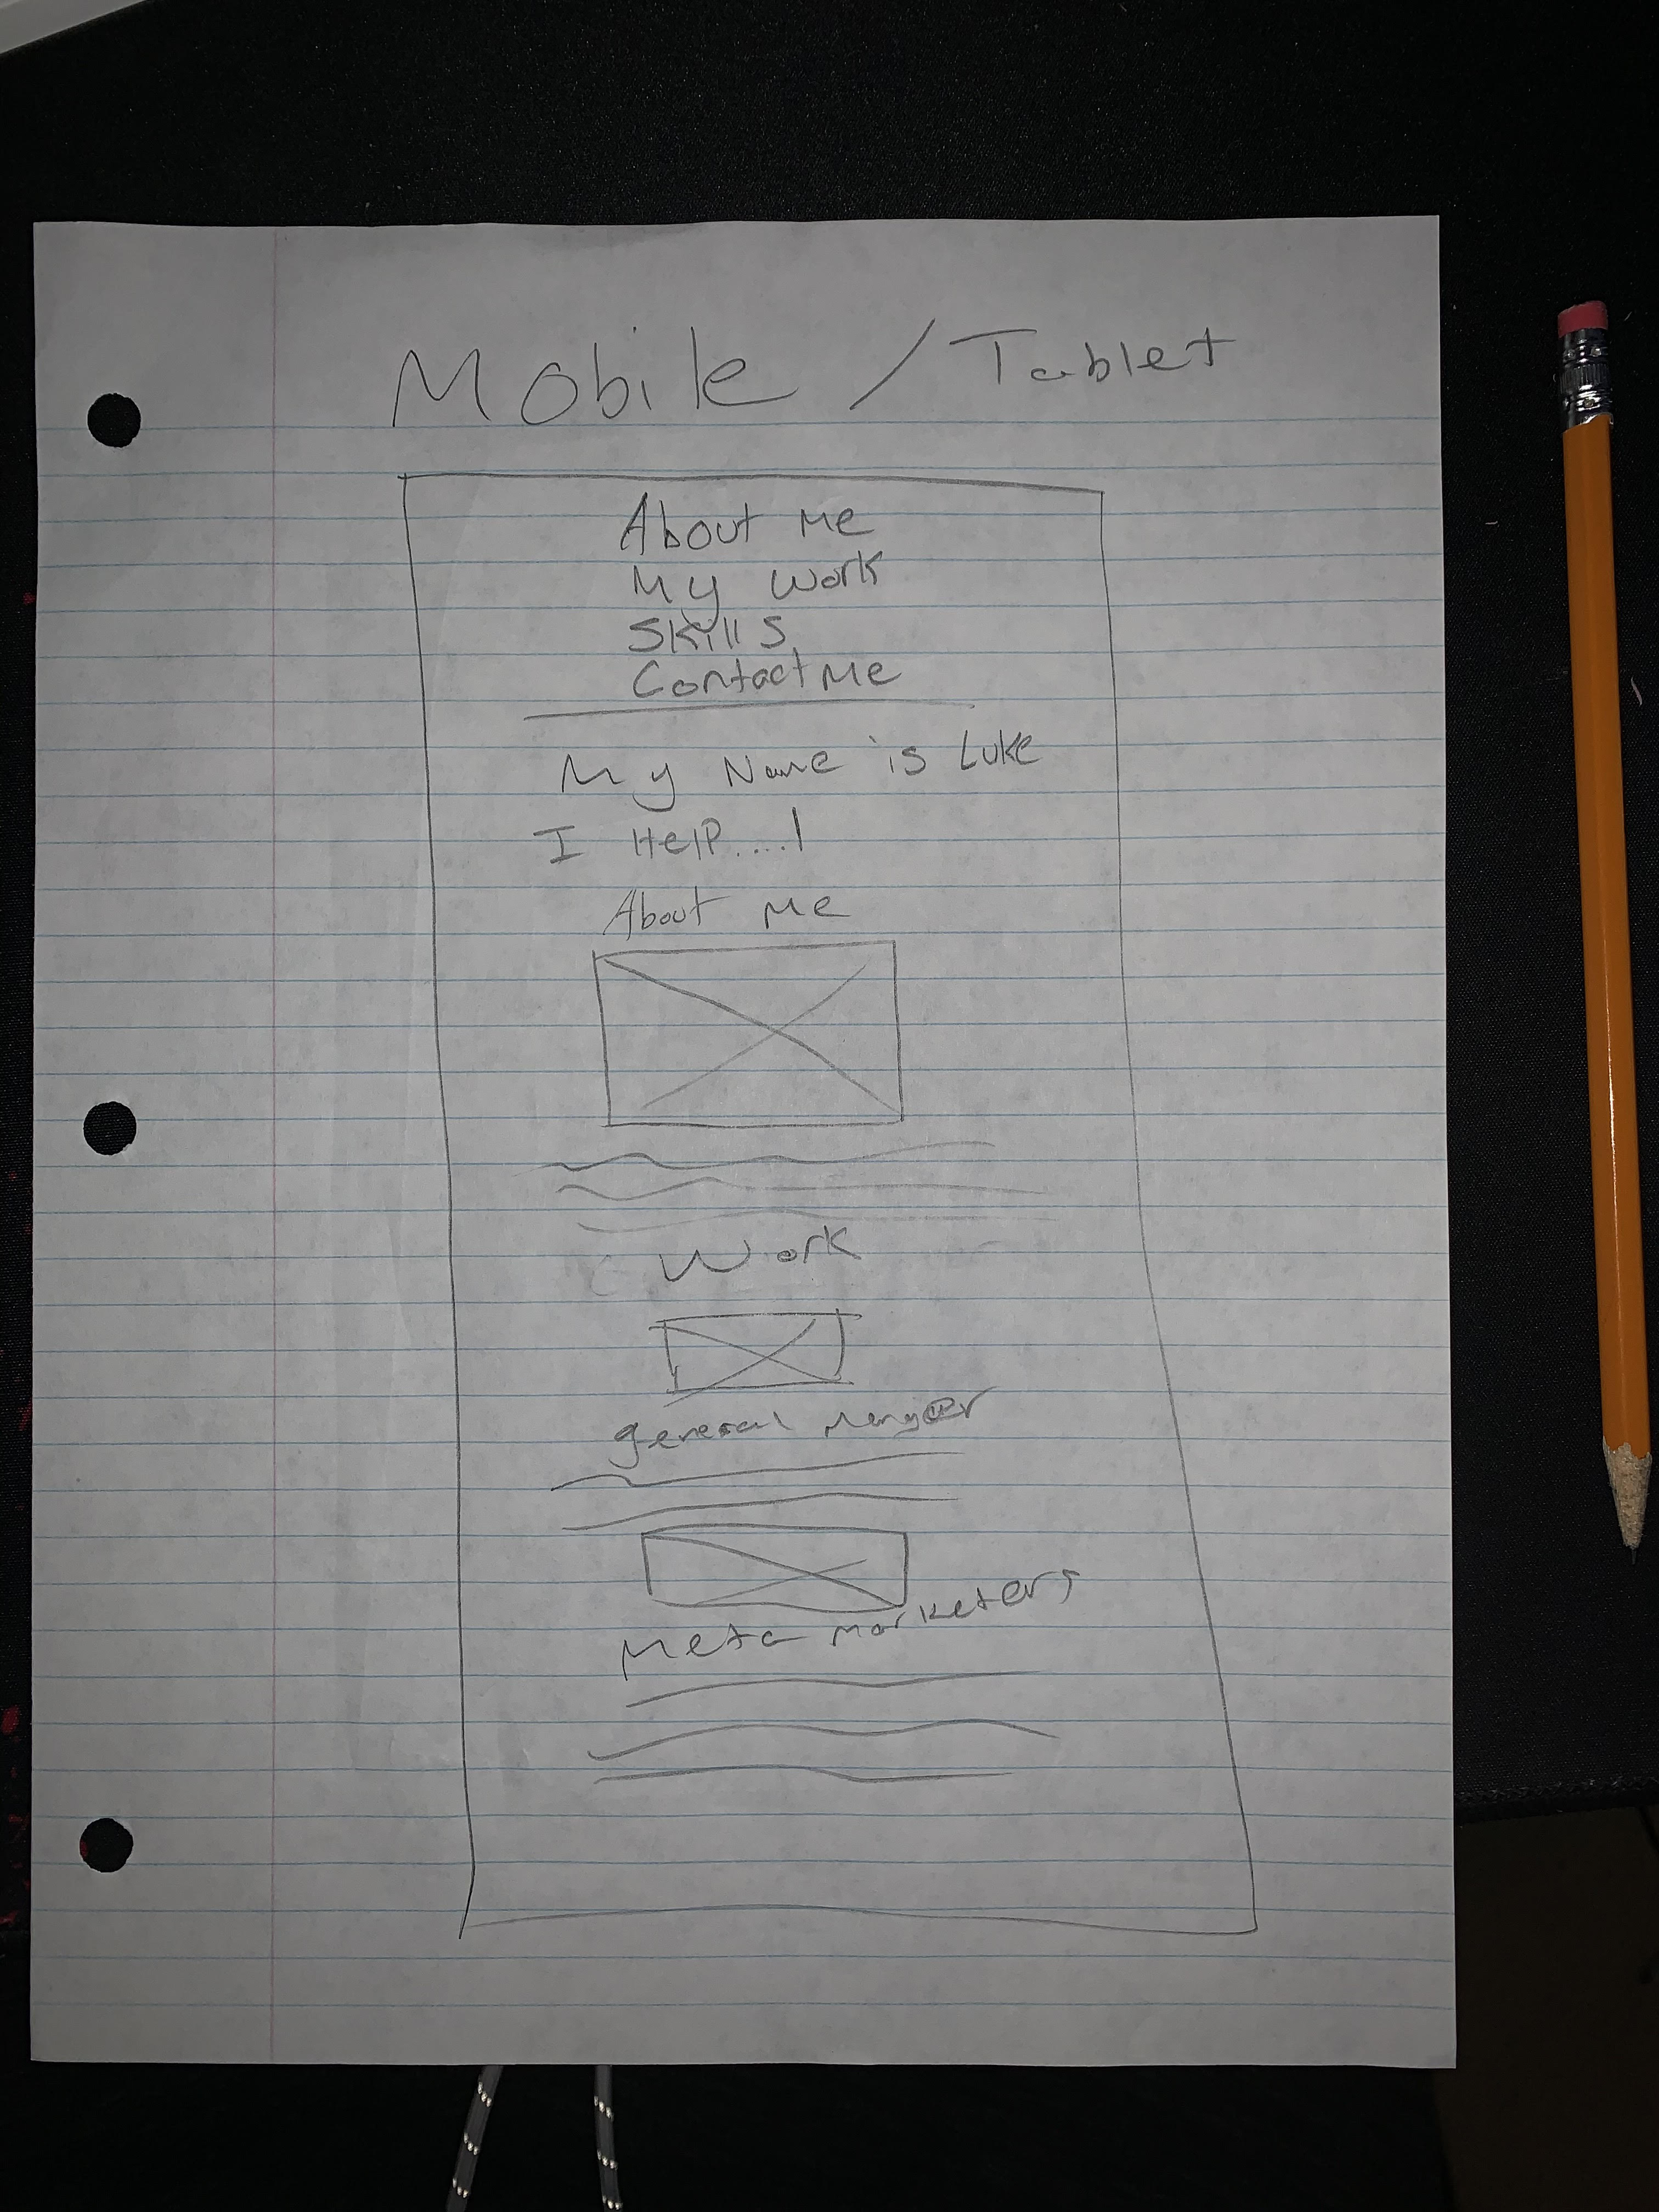 Mobile / Tablet
About Me
My Work
Skills
Contact Me
My Name is Luke
I Help....!
About Me
Work
general Manger
Meta Marketers